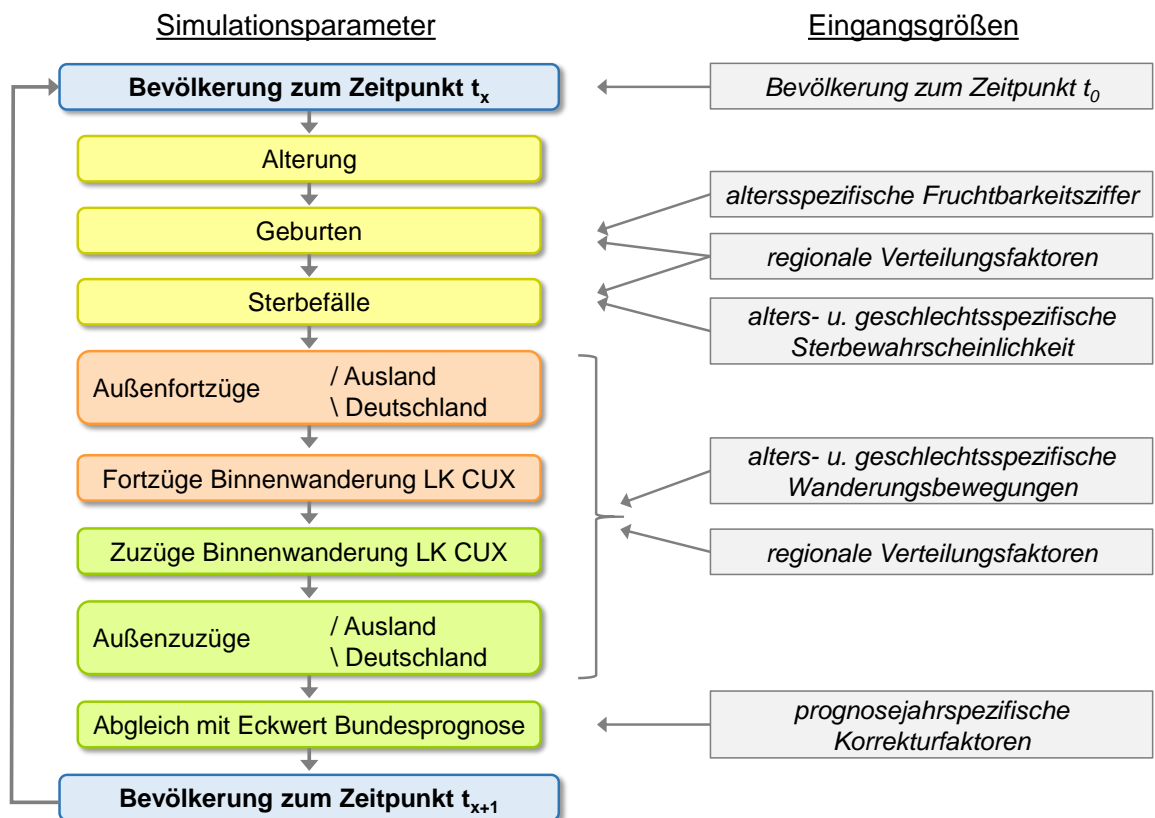 Simulationsparameter
Eingangsgrößen
Bevölkerung zum Zeitpunkt tx
Bevölkerung zum Zeitpunkt t0
Alterung
altersspezifische Fruchtbarkeitsziffer
Geburten
regionale Verteilungsfaktoren
Sterbefälle
alters- u. geschlechtsspezifische
Sterbewahrscheinlichkeit
Außenfortzüge / Ausland
\ Deutschland
Fortzüge Binnenwanderung LK CUX
alters- u. geschlechtsspezifische
Wanderungsbewegungen
Zuzüge Binnenwanderung LK CUX
regionale Verteilungsfaktoren
Außenzuzüge / Ausland
\ Deutschland
Abgleich mit Eckwert Bundesprognose
prognosejahrspezifische
Korrekturfaktoren
Bevölkerung zum Zeitpunkt tx+1